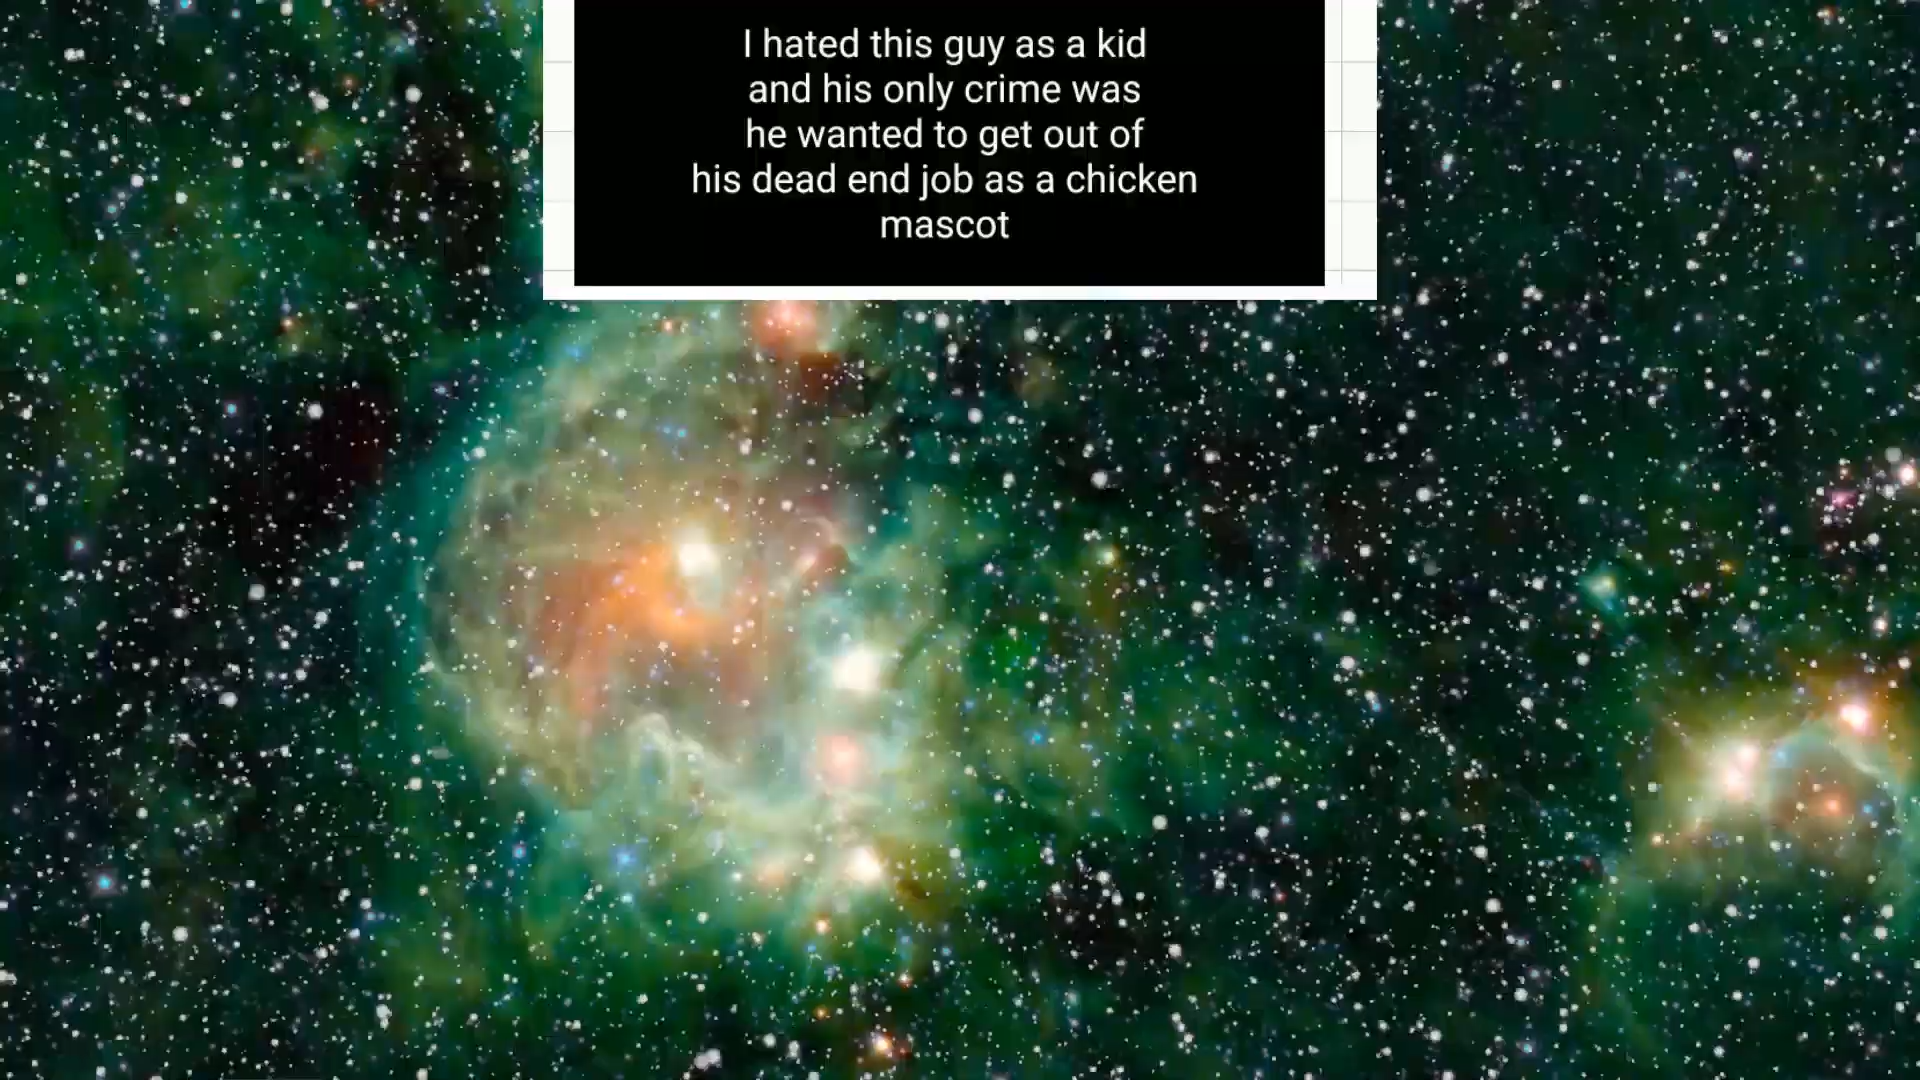 I hated this guy as a kid
and his only crime was
he wanted to get out of
his dead end job as a chicken
mascot